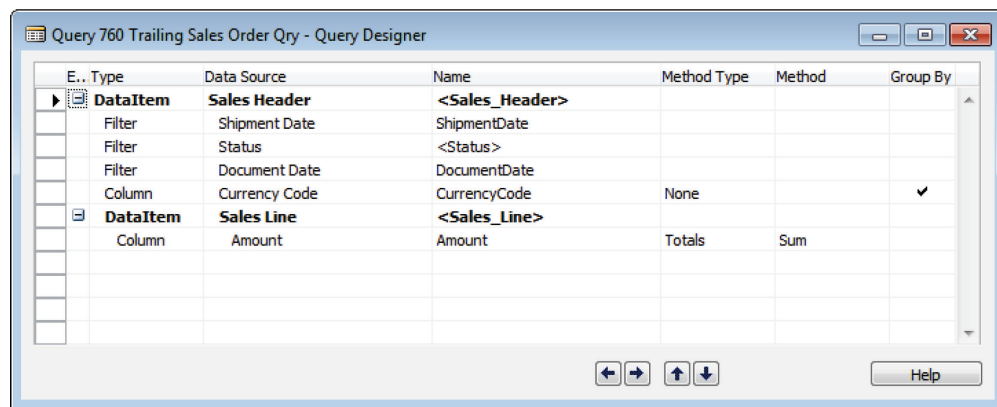 Query 760 Trailing Sales Order Qry - Query Designer
E.. Type Data Source Name Method Type Method Group By
DataItem Sales Header <Sales_Header>
Filter Shipment Date ShipmentDate
Filter Status <Status>
Filter Document Date DocumentDate
Column Currency Code CurrencyCode None
DataItem Sales Line <Sales_Line>
Column Amount Amount Totals Sum
Help